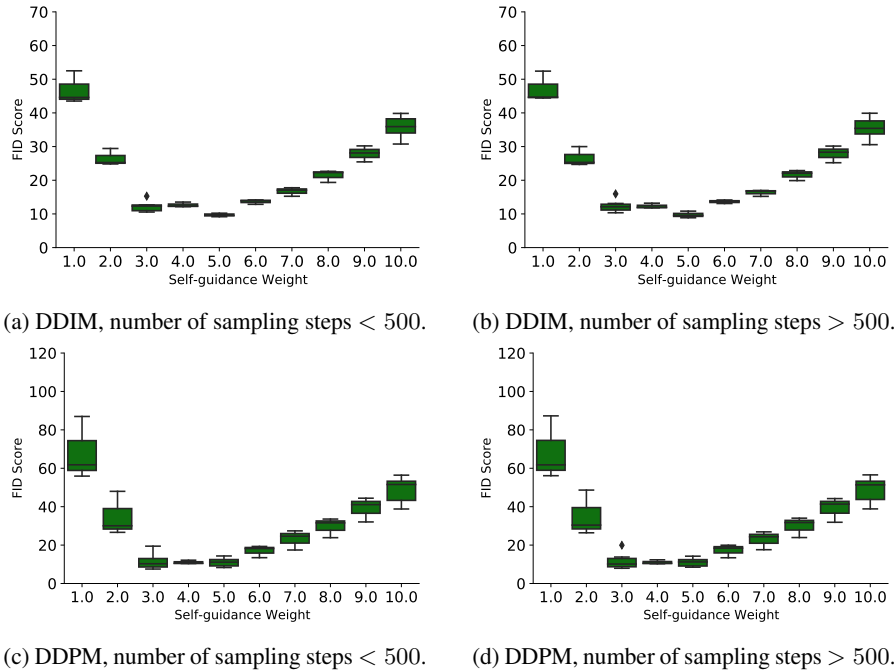 70
60
50
40
30
20
10
0
FID Score
1.0 2.0 3.0 4.0 5.0 6.0 7.0 8.0 9.0 10.0
Self-guidance Weight
(a) DDIM, number of sampling steps < 500.
70
60
50
40
30
20
10
0
FID Score
1.0 2.0 3.0 4.0 5.0 6.0 7.0 8.0 9.0 10.0
Self-guidance Weight
(b) DDIM, number of sampling steps > 500.
120
100
80
60
40
20
0
FID Score
1.0 2.0 3.0 4.0 5.0 6.0 7.0 8.0 9.0 10.0
Self-guidance Weight
(c) DDPM, number of sampling steps < 500.
120
100
80
60
40
20
0
FID Score
1.0 2.0 3.0 4.0 5.0 6.0 7.0 8.0 9.0 10.0
Self-guidance Weight
(d) DDPM, number of sampling steps > 500